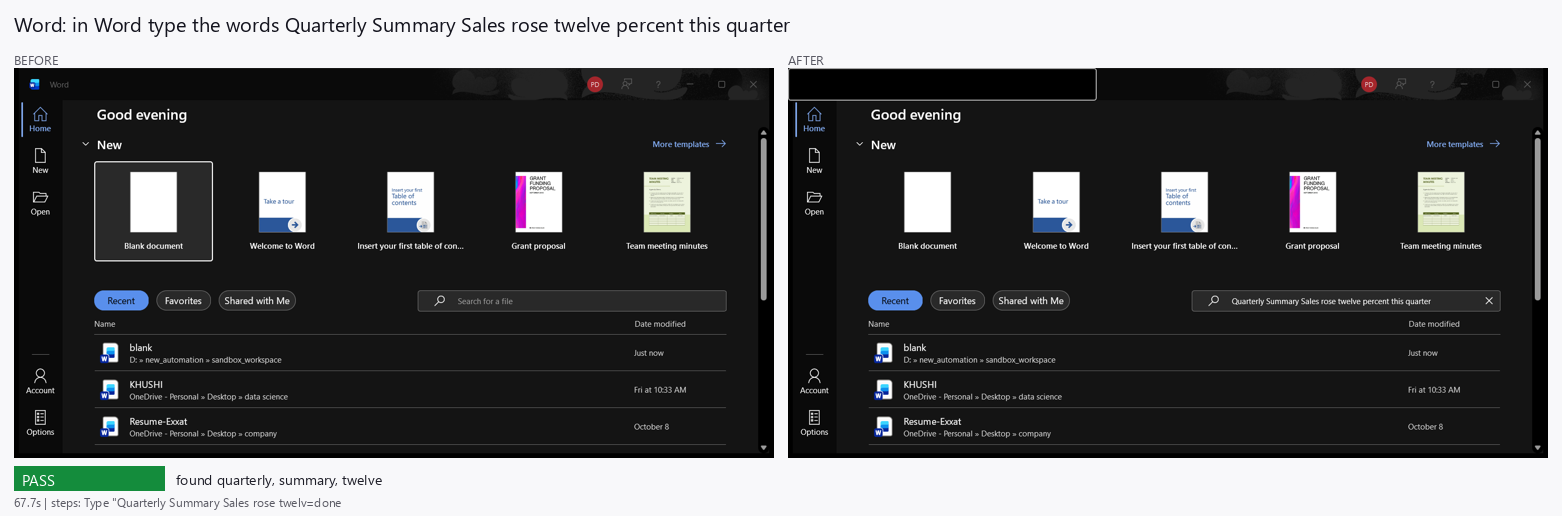 Word: in Word type the words Quarterly Summary Sales rose twelve percent this quarter
BEFORE
Word
PD
?
Good evening
Home
New
More templates
New
Open
GRANT FUNDING PROPOSAL
Take a tour
Insert your first Table of contents
TEAM MEETING MINUTES
Blank document
Welcome to Word
Insert your first table of con...
Grant proposal
Team meeting minutes
Recent
Favorites
Shared with Me
Search for a file
Name
Date modified
blank
D: » new_automation » sandbox_workspace
Just now
Account
KHUSHI
OneDrive - Personal » Desktop » data science
Fri at 10:33 AM
Options
Resume-Exxat
OneDrive - Personal » Desktop » company
October 8
AFTER
PD
?
Good evening
Home
New
More templates
New
Open
GRANT FUNDING PROPOSAL
Take a tour
Insert your first Table of contents
TEAM MEETING MINUTES
Blank document
Welcome to Word
Insert your first table of con...
Grant proposal
Team meeting minutes
Recent
Favorites
Shared with Me
Quarterly Summary Sales rose twelve percent this quarter
Name
Date modified
blank
D: » new_automation » sandbox_workspace
Just now
Account
KHUSHI
OneDrive - Personal » Desktop » data science
Fri at 10:33 AM
Options
Resume-Exxat
OneDrive - Personal » Desktop » company
October 8
PASS
found quarterly, summary, twelve
67.7s | steps: Type "Quarterly Summary Sales rose twelv=done